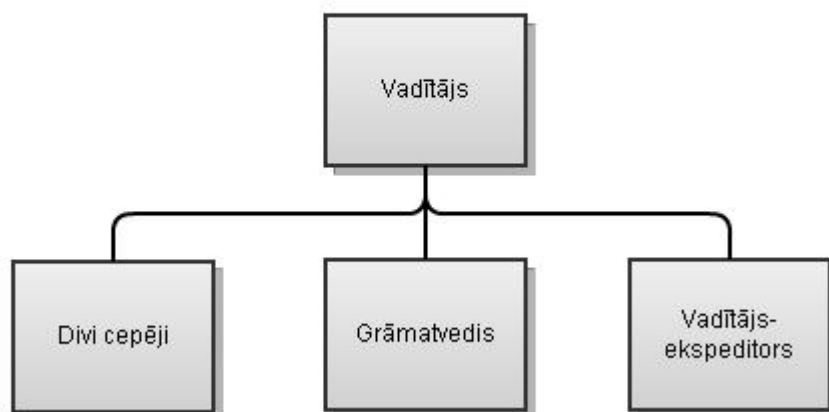 Vadītājs
Divi cepēji
Grāmatvedis
Vadītājs-
ekspeditors